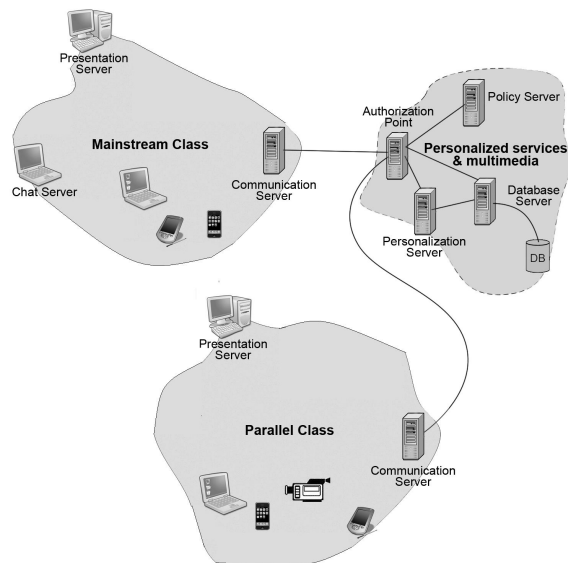 Presentation
Server
Mainstream Class
Chat Server
Communication
Server
Authorization
Point
Policy Server
Personalized services
& multimedia
Database
Server
Personalization
Server
DB
Presentation
Server
Parallel Class
Communication
Server